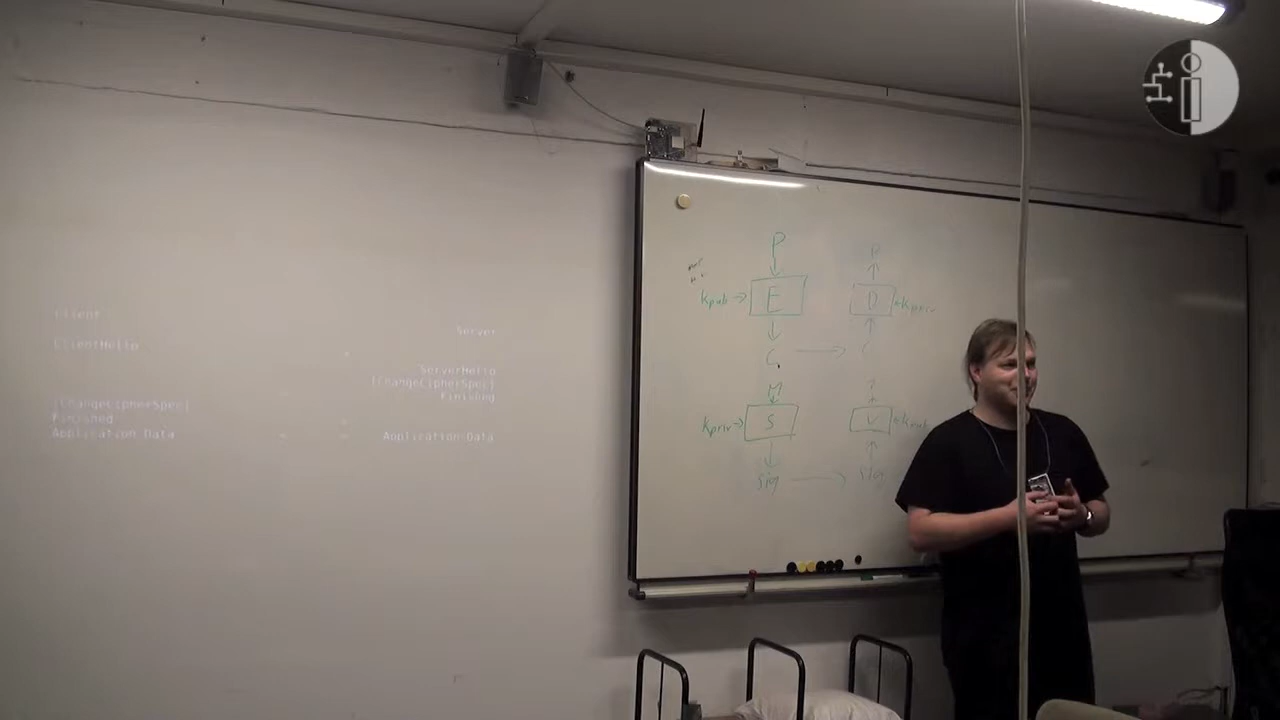 Client
Server
ClientHello
ServerHello
[ChangeCipherSpec]
Finished
[ChangeCipherSpec]
Finished
Application Data
Application Data
P
P
Kpub
E
D
Kpriv
C
C
M
Kpriv
S
V
Kpub
Sig
Sig
i